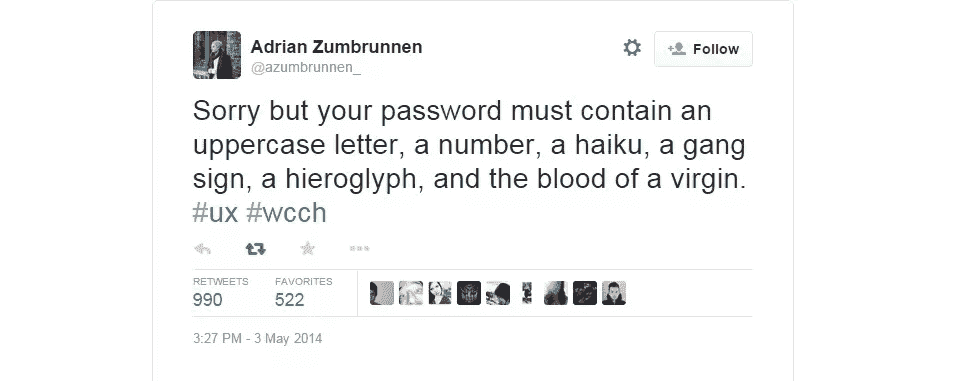 Adrian Zumbrunnen
@azumbrunnen_
Follow
Sorry but your password must contain an
uppercase letter, a number, a haiku, a gang
sign, a hieroglyph, and the blood of a virgin.
#ux #wcch
RETWEETS
FAVORITES
990
522
3:27 PM - 3 May 2014